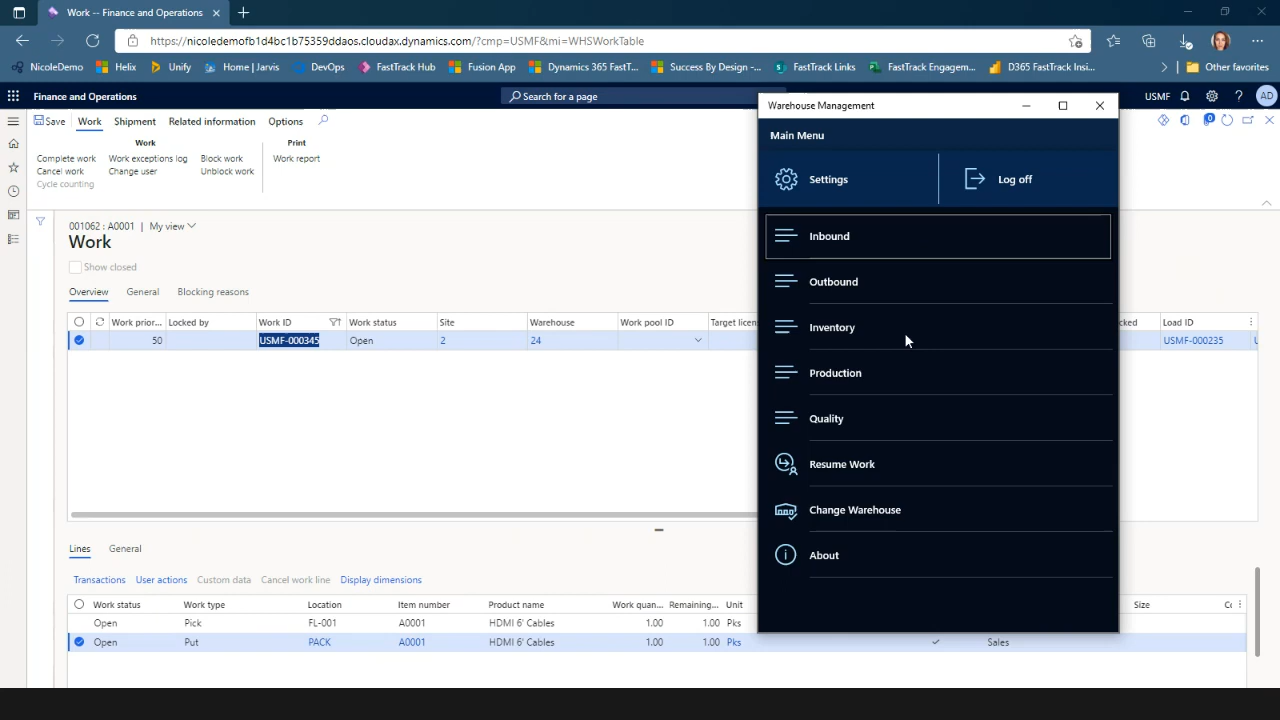 Work -- Finance and Operations
https://nicoledemofb1d4bc1b75359ddaos.cloudax.dynamics.com/?cmp=USMF&mi=WHSWorkTable
NicoleDemo Helix Unify Home | Jarvis DevOps FastTrack Hub Fusion App Dynamics 365 FastT... Success By Design -... FastTrack Links FastTrack Engagem... D365 FastTrack Insi... Other favorites
Finance and Operations Search for a page USMF ? AD
Save Work Shipment Related information Options 0
Work Print
Complete work Work exceptions log Block work Work report
Cancel work Change user Unblock work
Cycle counting
001062 : A0001 | My view
Work
Show closed
Overview General Blocking reasons
Work prior... Locked by Work ID Work status Site Warehouse Work pool ID Target licen cked Load ID
50 USMF-000345 Open 2 24 USMF-000235
Lines General
Transactions User actions Custom data Cancel work line Display dimensions
Work status Work type Location Item number Product name Work quan... Remaining... Unit Size
Open Pick FL-001 A0001 HDMI 6' Cables 1.00 1.00 Pks
Open Put PACK A0001 HDMI 6' Cables 1.00 1.00 Pks Sales
Warehouse Management
Main Menu
Settings Log off
Inbound
Outbound
Inventory
Production
Quality
Resume Work
Change Warehouse
About